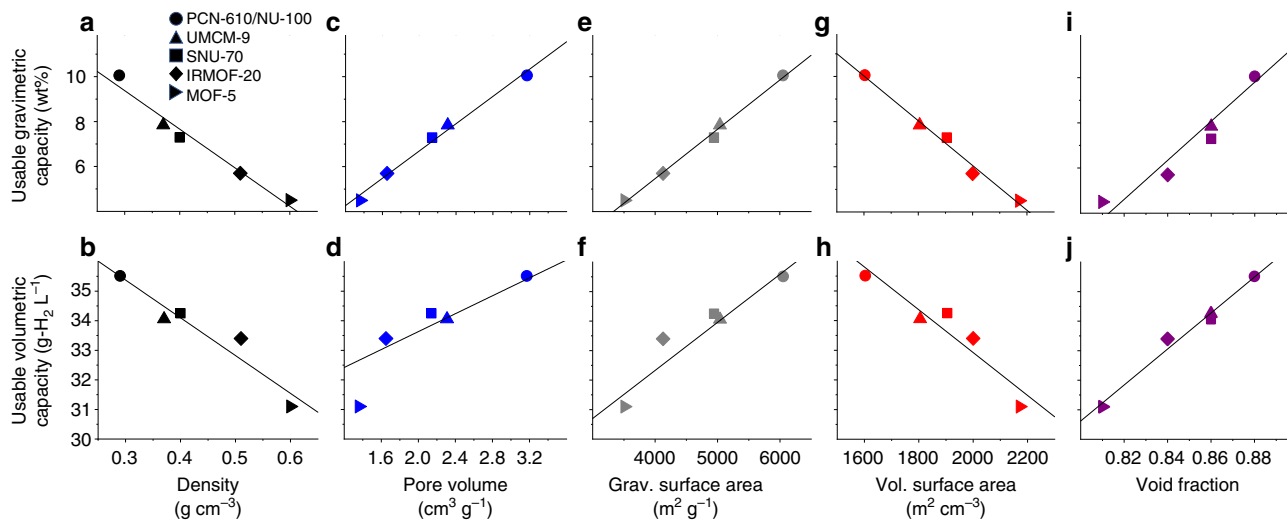 a
c
e
g
i
PCN-610/NU-100
UMCM-9
SNU-70
IRMOF-20
MOF-5
Usable gravimetric
capacity (wt%)
10
8
6
b
d
f
h
j
Usable volumetric
capacity (g-H₂ L⁻¹)
35
34
33
32
31
30
0.3 0.4 0.5 0.6
1.6 2.0 2.4 2.8 3.2
4000 5000 6000
1600 1800 2000 2200
0.82 0.84 0.86 0.88
Density
(g cm⁻³)
Pore volume
(cm³ g⁻¹)
Grav. surface area
(m² g⁻¹)
Vol. surface area
(m² cm⁻³)
Void fraction